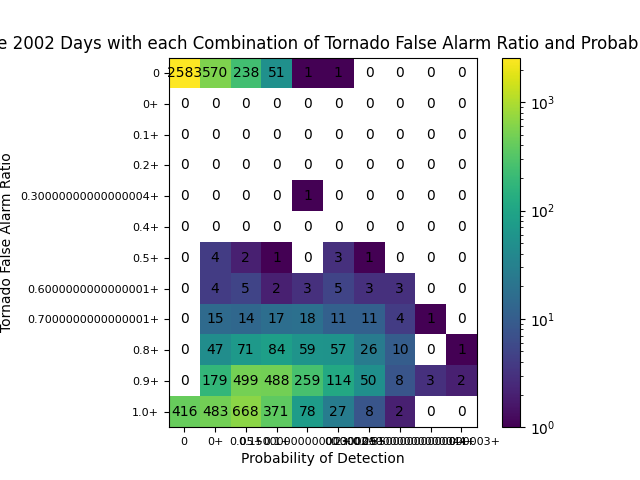 e 2002 Days with each Combination of Tornado False Alarm Ratio and Probab
Tornado False Alarm Ratio
0 2583 570 238 51 1 1 0 0 0 0
0+ 0 0 0 0 0 0 0 0 0 0
0.1+ 0 0 0 0 0 0 0 0 0 0
0.2+ 0 0 0 0 0 0 0 0 0 0
0.30000000000000004+ 0 0 0 0 1 0 0 0 0 0
0.4+ 0 0 0 0 0 0 0 0 0 0
0.5+ 0 4 2 1 0 3 1 0 0 0
0.6000000000000001+ 0 4 5 2 3 5 3 3 0 0
0.7000000000000001+ 0 15 14 17 18 11 11 4 1 0
0.8+ 0 47 71 84 59 57 26 10 0 1
0.9+ 0 179 499 488 259 114 50 8 3 2
1.0+ 416 483 668 371 78 27 8 2 0 0
0 0+
Probability of Detection
10³
10²
10¹
10⁰